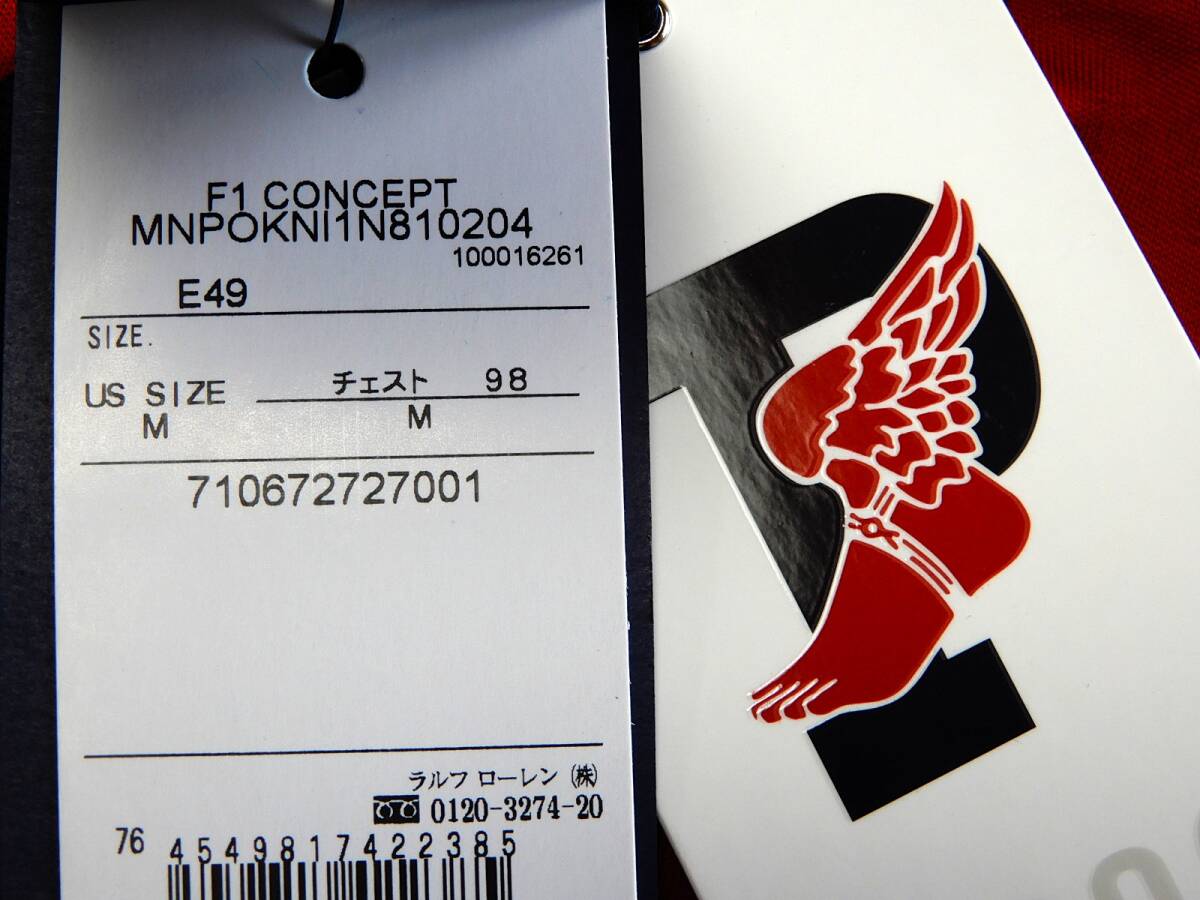 F1 CONCEPT
MNPOKNI1N810204
100016261
E49
SIZE.
US SIZE チェスト 98
M M
710672727001
ラルフ ローレン (株)
0120-3274-20
76 4549817422385
P